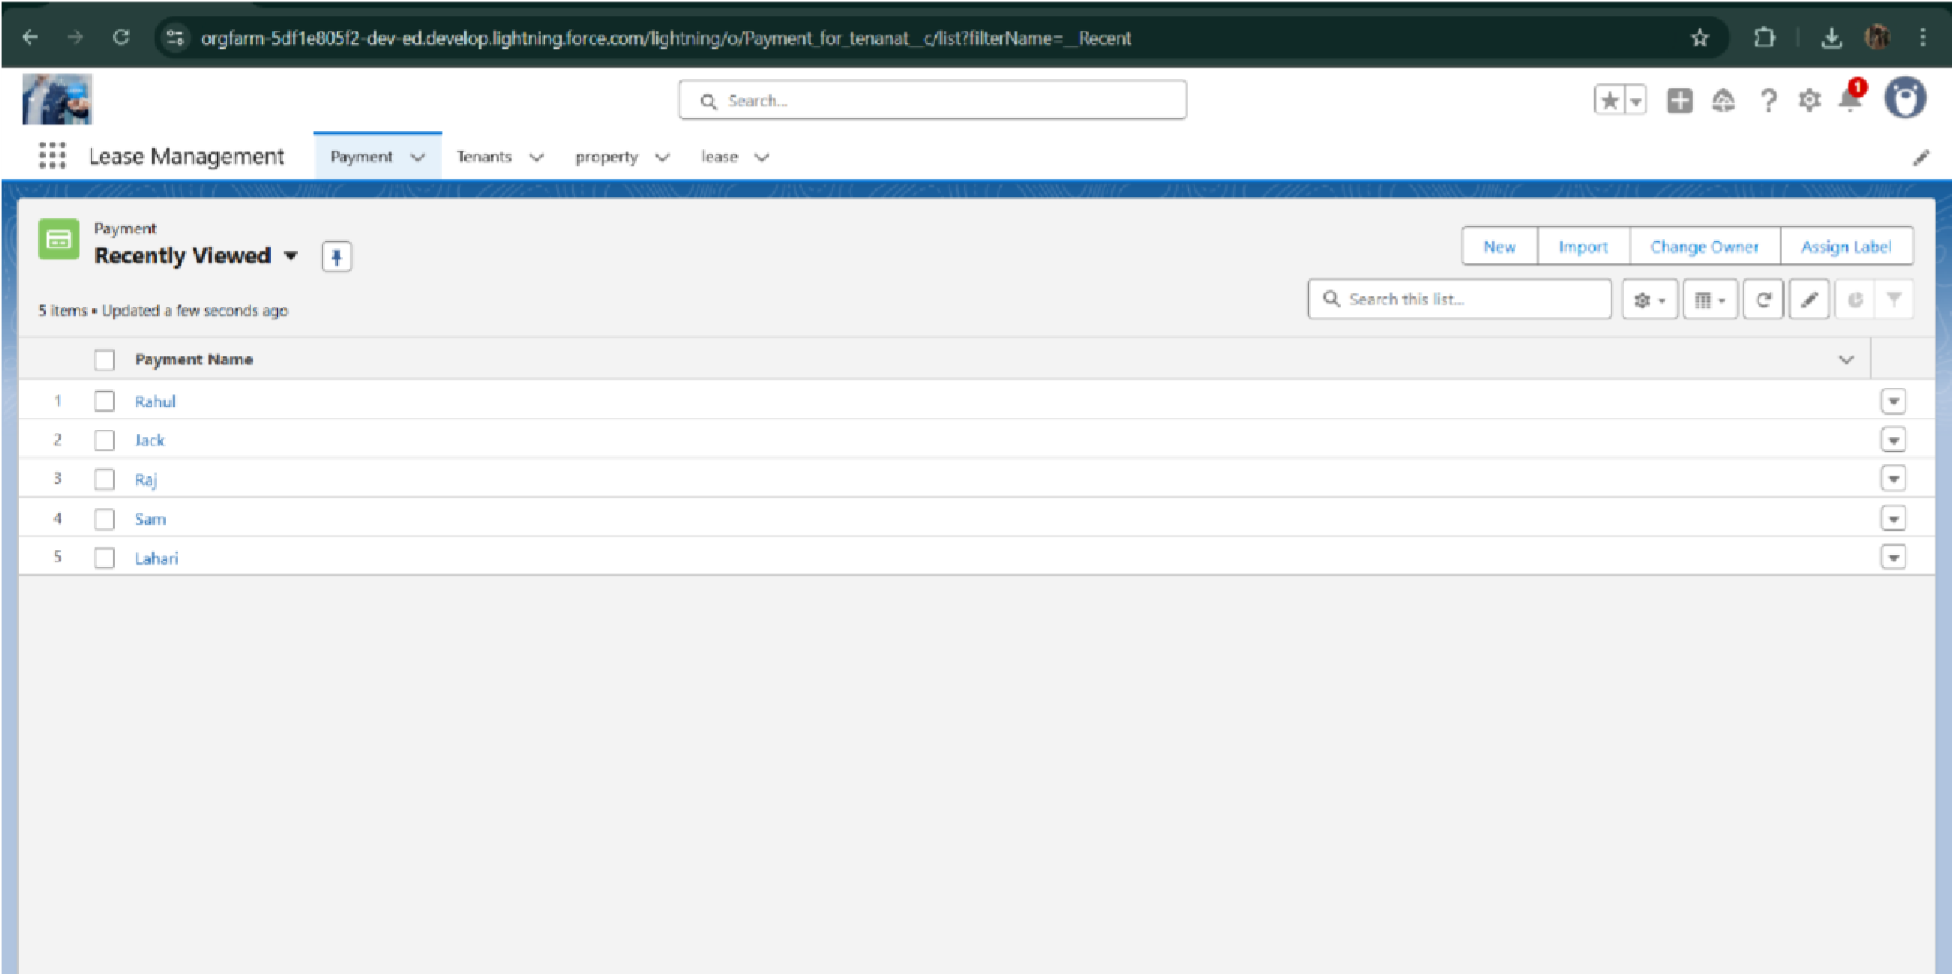 orgfarm-5df1e805f2-dev-ed.develop.lightning.force.com/lightning/o/Payment_for_tenanat__c/list?filterName=__Recent
Search...
1
Lease Management Payment Tenants property lease
Payment
Recently Viewed
New Import Change Owner Assign Label
5 items • Updated a few seconds ago
Search this list...
Payment Name
1 Rahul
2 Jack
3 Raj
4 Sam
5 Lahari